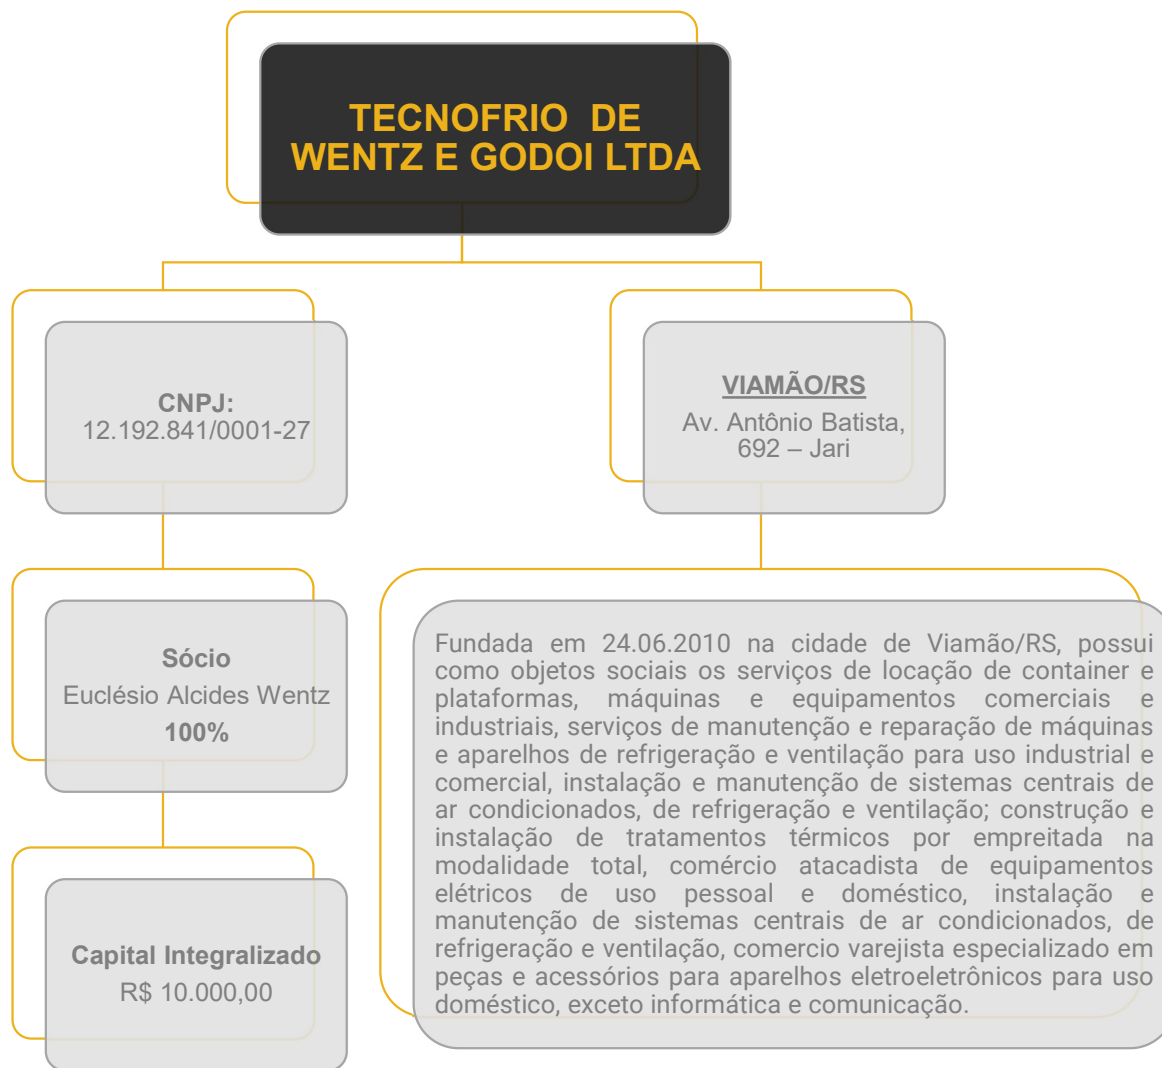 TECNOFRIO DE
WENTZ E GODOI LTDA
CNPJ:
12.192.841/0001-27
VIAMÃO/RS
Av. Antônio Batista,
692 – Jari
Sócio
Euclésio Alcides Wentz
100%
Capital Integralizado
R$ 10.000,00
Fundada em 24.06.2010 na cidade de Viamão/RS, possui
como objetos sociais os serviços de locação de container e
plataformas, máquinas e equipamentos comerciais e
industriais, serviços de manutenção e reparação de máquinas
e aparelhos de refrigeração e ventilação para uso industrial e
comercial, instalação e manutenção de sistemas centrais de
ar condicionados, de refrigeração e ventilação; construção e
instalação de tratamentos térmicos por empreitada na
modalidade total, comércio atacadista de equipamentos
elétricos de uso pessoal e doméstico, instalação e
manutenção de sistemas centrais de ar condicionados, de
refrigeração e ventilação, comercio varejista especializado em
peças e acessórios para aparelhos eletroeletrônicos para uso
doméstico, exceto informática e comunicação.